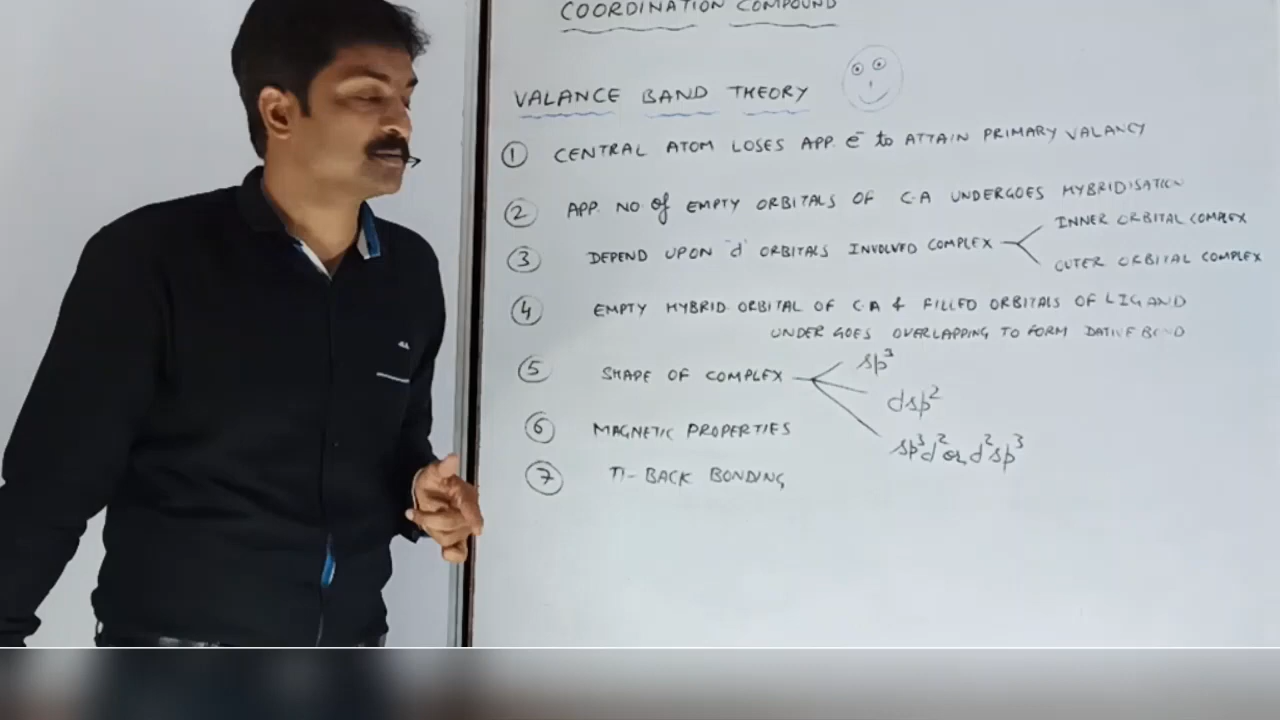 COORDINATION COMPOUND
VALANCE BAND THEORY
① CENTRAL ATOM LOSES APP. e⁻ to ATTAIN PRIMARY VALANCY
② APP. NO. of EMPTY ORBITALS OF C.A UNDERGOES HYBRIDISATION
③ DEPEND UPON "d" ORBITALS INVOLVED COMPLEX
INNER ORBITAL COMPLEX
OUTER ORBITAL COMPLEX
④ EMPTY HYBRID ORBITAL OF C.A & FILLED ORBITALS OF LIGAND
UNDER GOES OVERLAPPING TO FORM DATIVE BOND
⑤ SHAPE OF COMPLEX
sp³
dsp²
sp³d² or d²sp³
⑥ MAGNETIC PROPERTIES
⑦ π-BACK BONDING